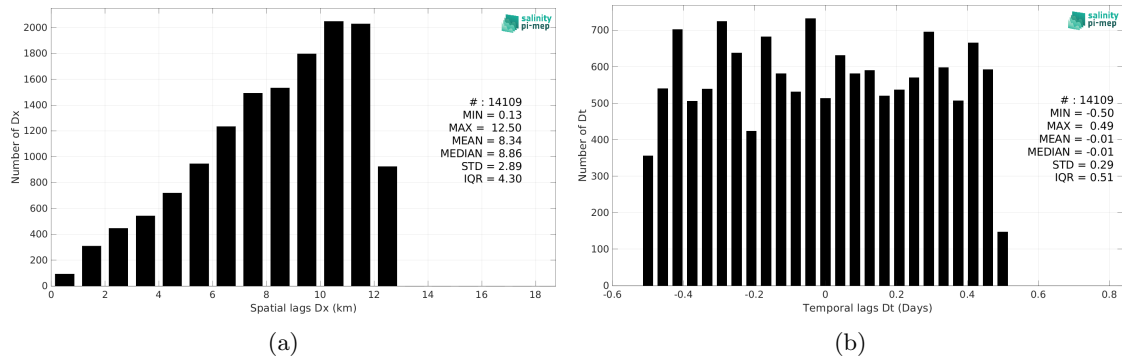 salinity
pi-mep
2000
1800
1600
1400
1200
1000
800
600
400
200
0
Number of Dx
# : 14109
MIN = 0.13
MAX = 12.50
MEAN = 8.34
MEDIAN = 8.86
STD = 2.89
IQR = 4.30
0 2 4 6 8 10 12 14 16 18
Spatial lags Dx (km)
(a)
salinity
pi-mep
700
600
500
400
300
200
100
0
Number of Dt
# : 14109
MIN = -0.50
MAX = 0.49
MEAN = -0.01
MEDIAN = -0.01
STD = 0.29
IQR = 0.51
-0.6 -0.4 -0.2 0 0.2 0.4 0.6 0.8
Temporal lags Dt (Days)
(b)